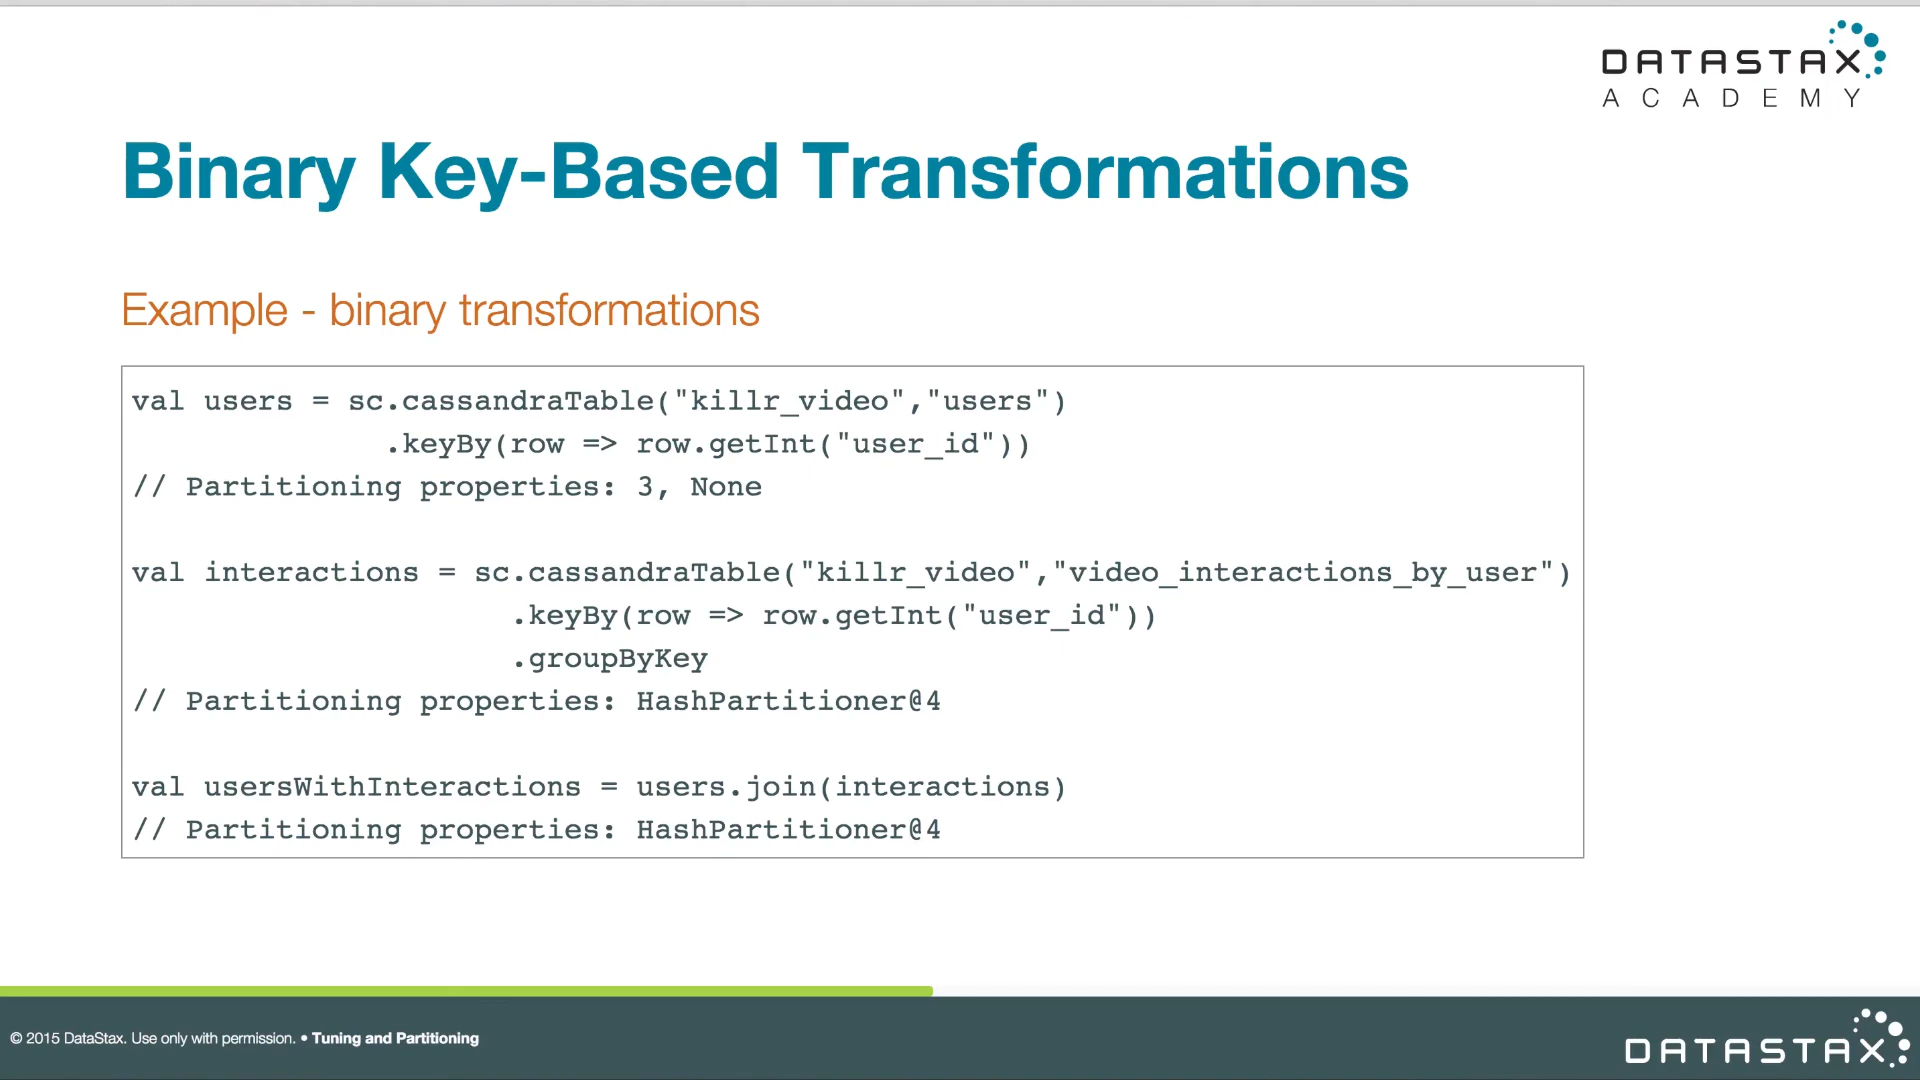 DATASTAX
ACADEMY
Binary Key-Based Transformations
Example - binary transformations
val users = sc.cassandraTable("killr_video","users")
.keyBy(row => row.getInt("user_id"))
// Partitioning properties: 3, None
val interactions = sc.cassandraTable("killr_video","video_interactions_by_user")
.keyBy(row => row.getInt("user_id"))
.groupByKey
// Partitioning properties: HashPartitioner@4
val usersWithInteractions = users.join(interactions)
// Partitioning properties: HashPartitioner@4
© 2015 DataStax. Use only with permission. • Tuning and Partitioning
DATASTAX